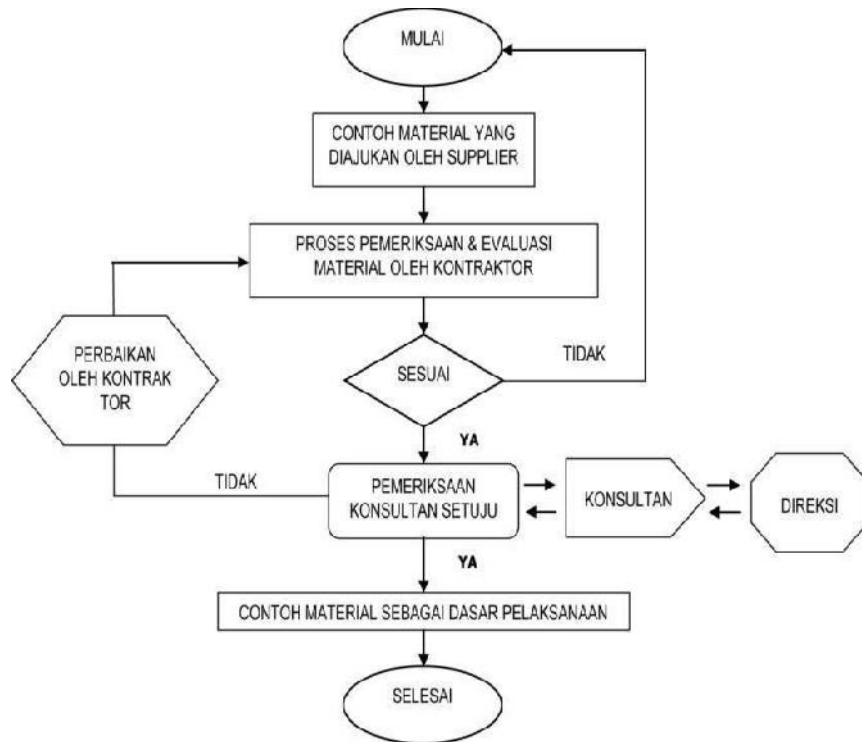 MULAI
CONTOH MATERIAL YANG
DIAJUKAN OLEH SUPPLIER
PROSES PEMERIKSAAN & EVALUASI
MATERIAL OLEH KONTRAKTOR
PERBAIKAN
OLEH KONTRAK
TOR
SESUAI
TIDAK
YA
TIDAK
PEMERIKSAAN
KONSULTAN SETUJU
KONSULTAN
DIREKSI
YA
CONTOH MATERIAL SEBAGAI DASAR PELAKSANAAN
SELESAI